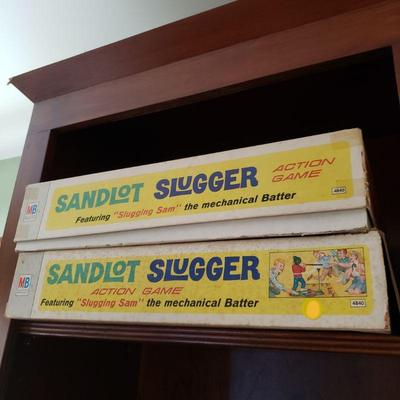 MB
SANDLOT SLUGGER
ACTION
GAME
Featuring "Slugging Sam" the mechanical Batter
4840
MB
SANDLOT SLUGGER
ACTION GAME
Featuring "Slugging Sam" the mechanical Batter
4840